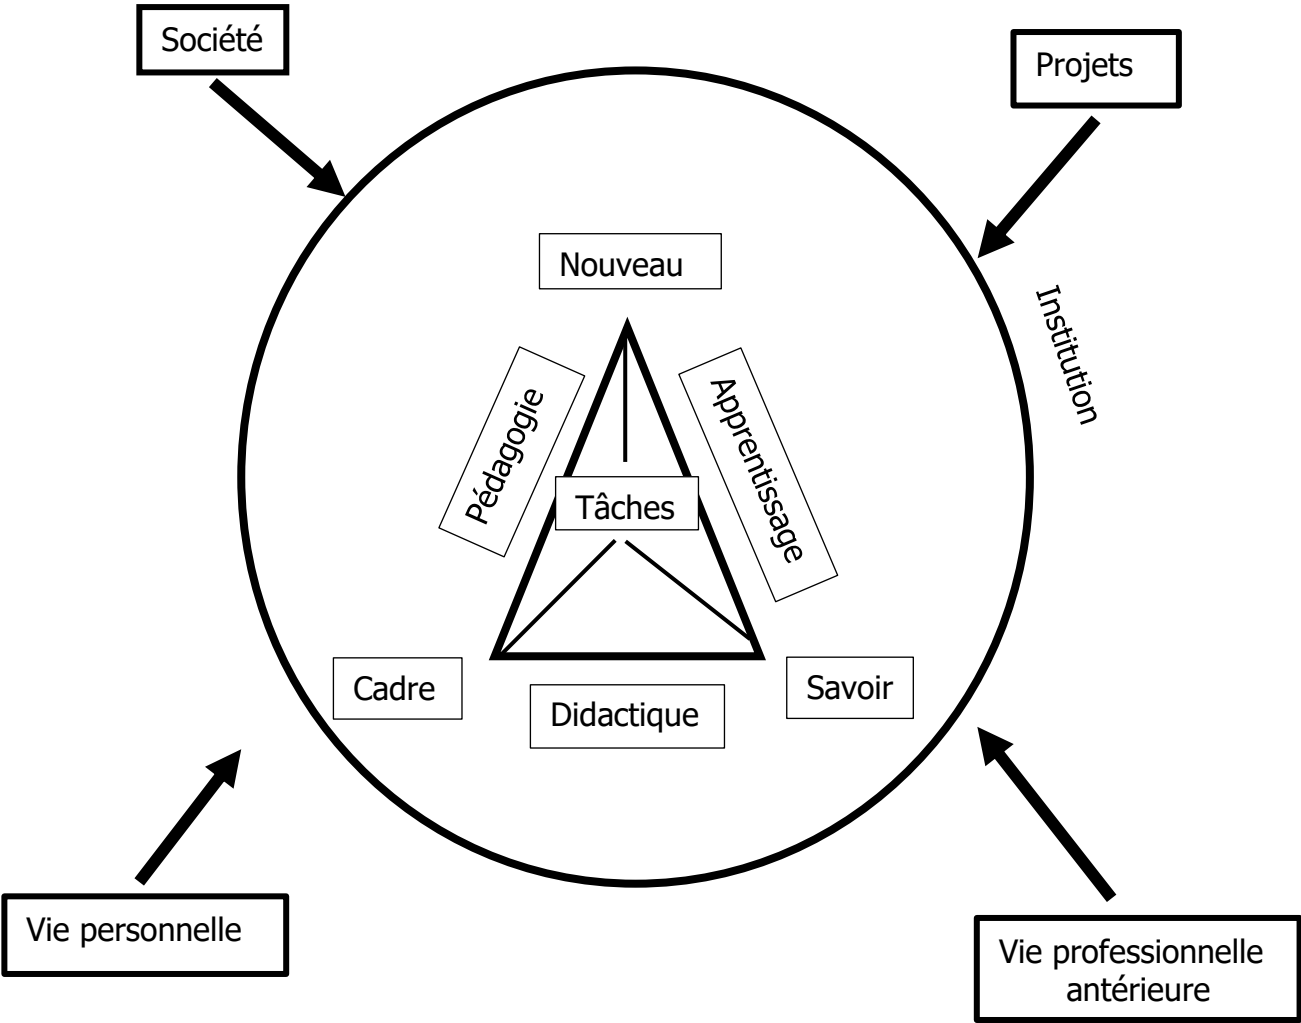 Société
Projets
Nouveau
Institution
Pédagogie
Apprentissage
Tâches
Cadre
Savoir
Didactique
Vie personnelle
Vie professionnelle
antérieure